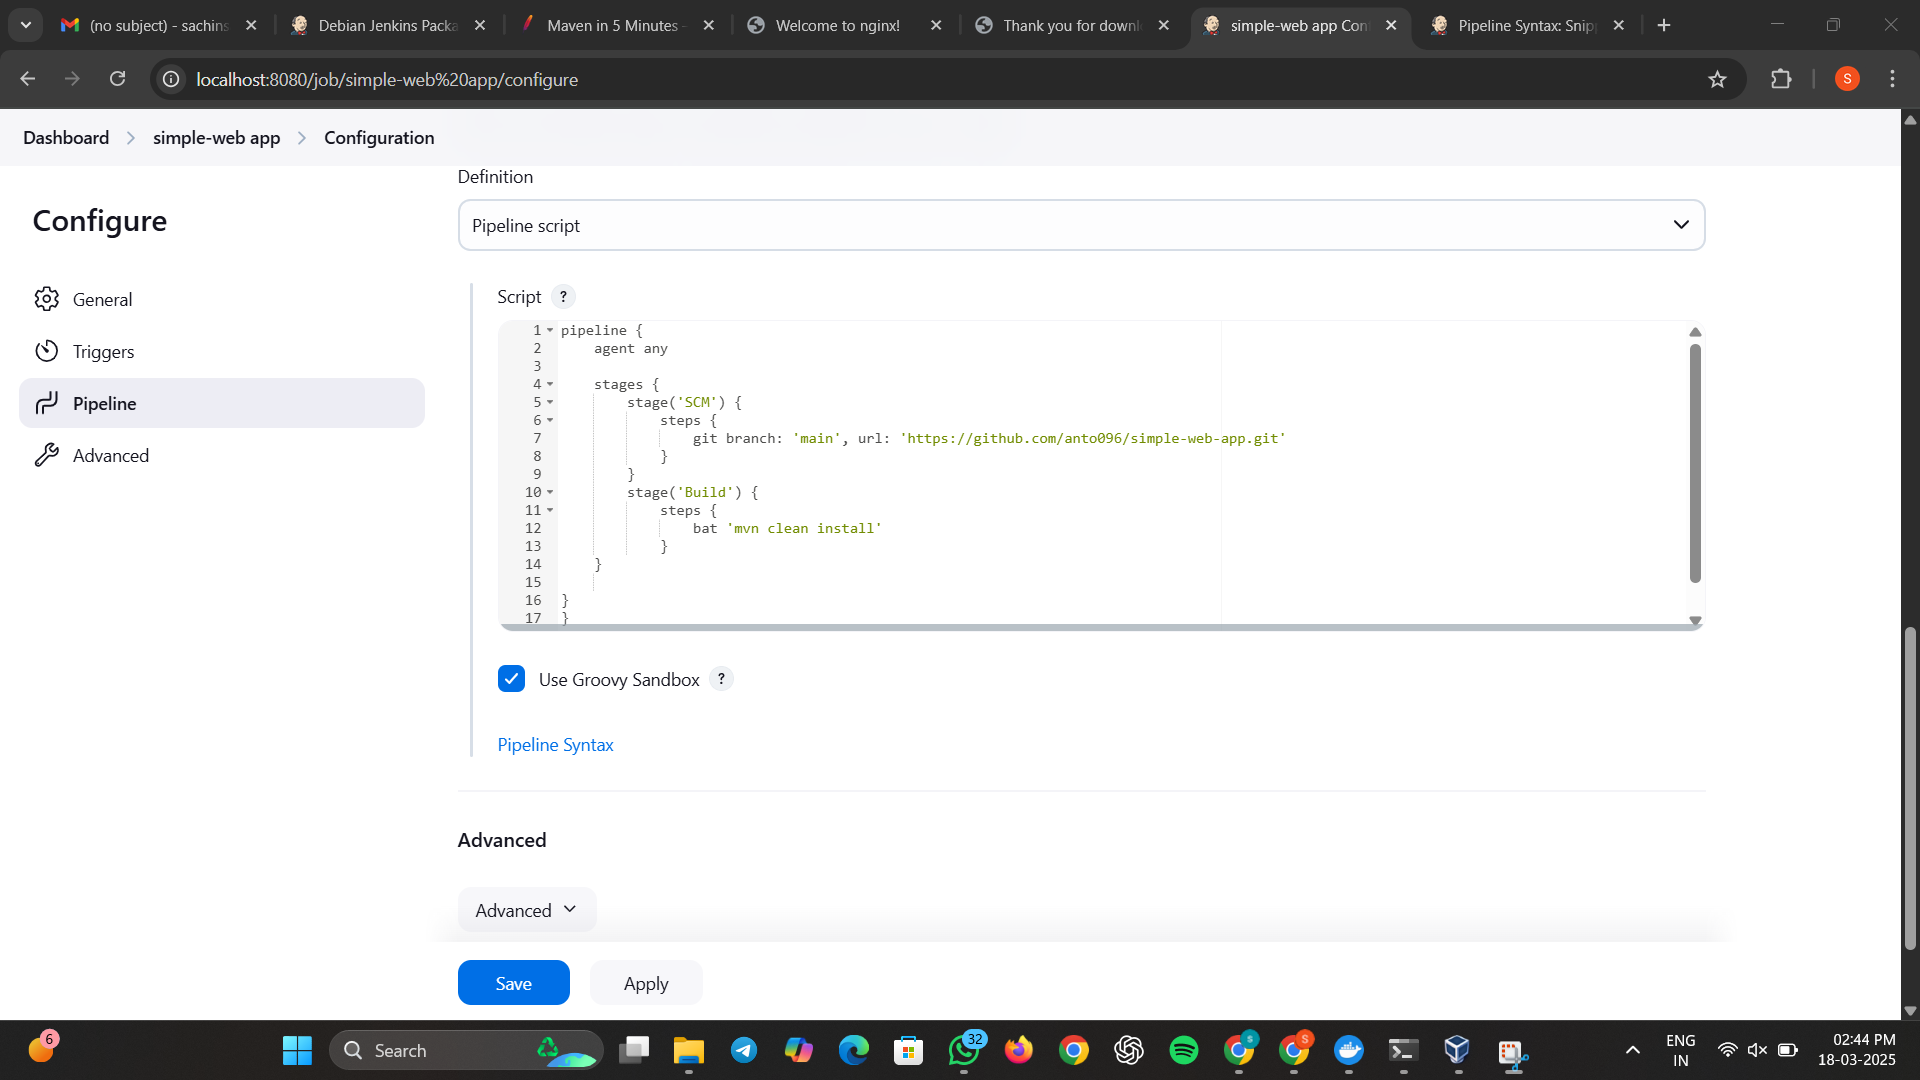 (no subject) - sachins
Debian Jenkins Packa
Maven in 5 Minutes -
Welcome to nginx!
Thank you for downl
simple-web app Con
Pipeline Syntax: Snip
localhost:8080/job/simple-web%20app/configure
S
Dashboard
simple-web app
Configuration
Configure
General
Triggers
Pipeline
Advanced
Definition
Pipeline script
Script ?
1 pipeline {
2 agent any
3
4 stages {
5 stage('SCM') {
6 steps {
7 git branch: 'main', url: 'https://github.com/anto096/simple-web-app.git'
8 }
9 }
10 stage('Build') {
11 steps {
12 bat 'mvn clean install'
13 }
14 }
15
16 }
17 }
Use Groovy Sandbox ?
Pipeline Syntax
Advanced
Advanced
Save
Apply
6
Search
32
S
S
ENG
IN
02:44 PM
18-03-2025